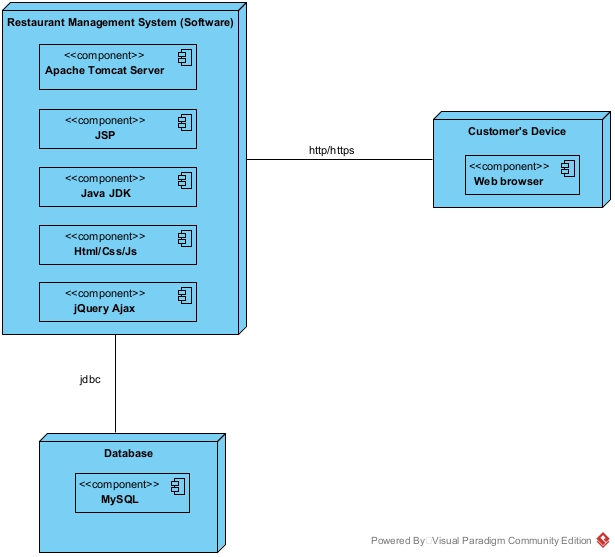 Restaurant Management System (Software)
<<component>>
Apache Tomcat Server
<<component>>
JSP
<<component>>
Java JDK
<<component>>
Html/Css/Js
<<component>>
jQuery Ajax
http/https
Customer's Device
<<component>>
Web browser
jdbc
Database
<<component>>
MySQL
Powered By Visual Paradigm Community Edition